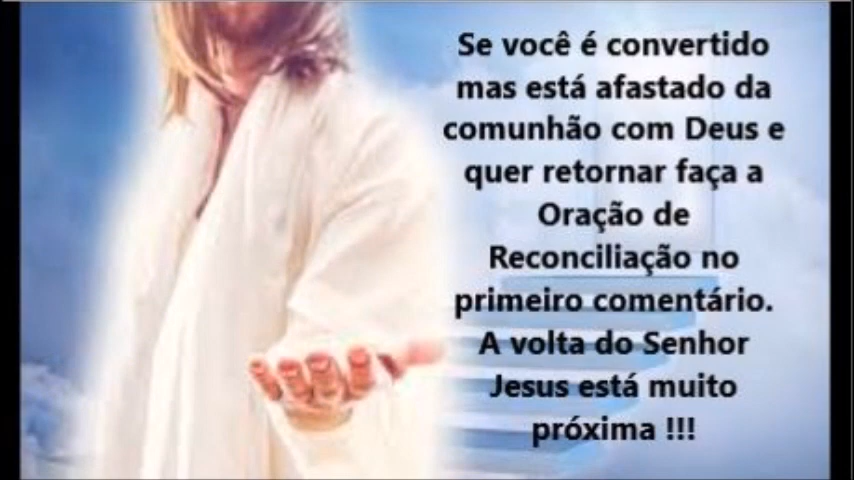 Se você é convertido
mas está afastado da
comunhão com Deus e
quer retornar faça a
Oração de
Reconciliação no
primeiro comentário.
A volta do Senhor
Jesus está muito
próxima !!!